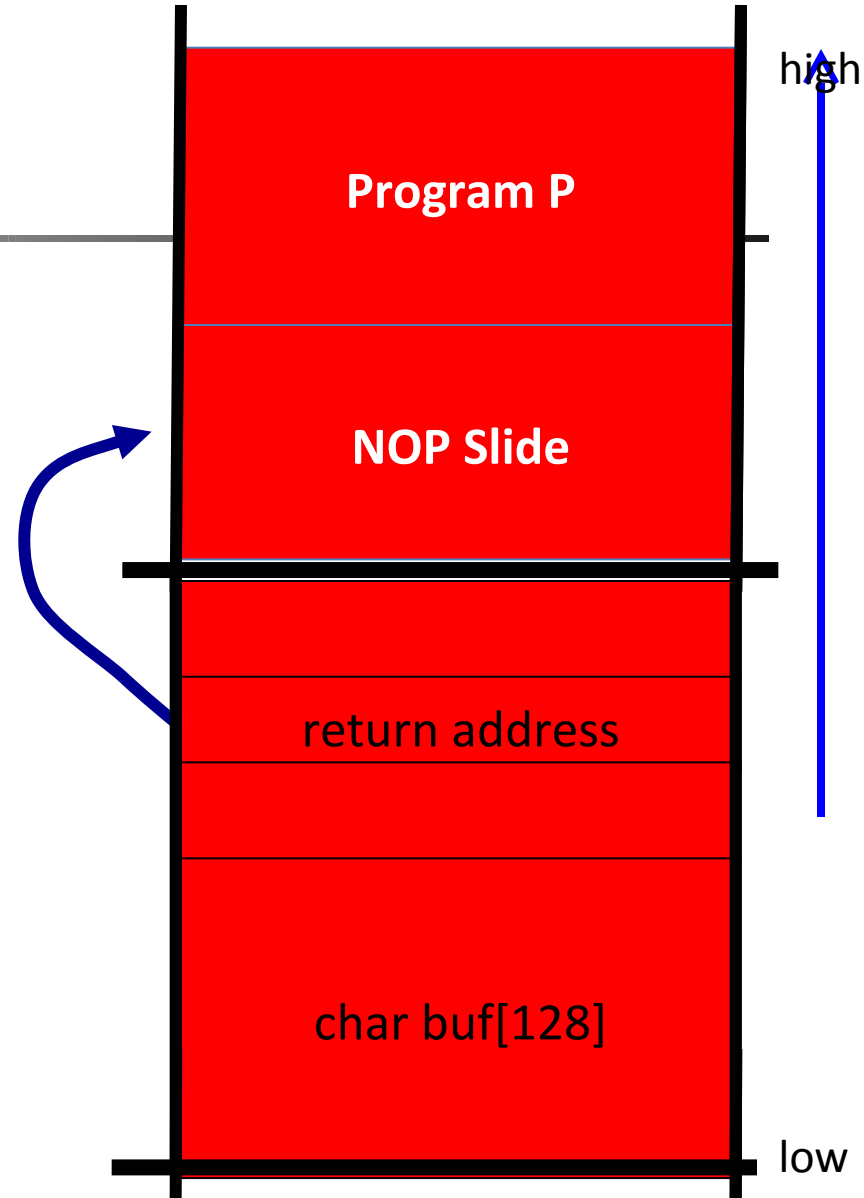 high
Program P
NOP Slide
return address
char buf[128]
low